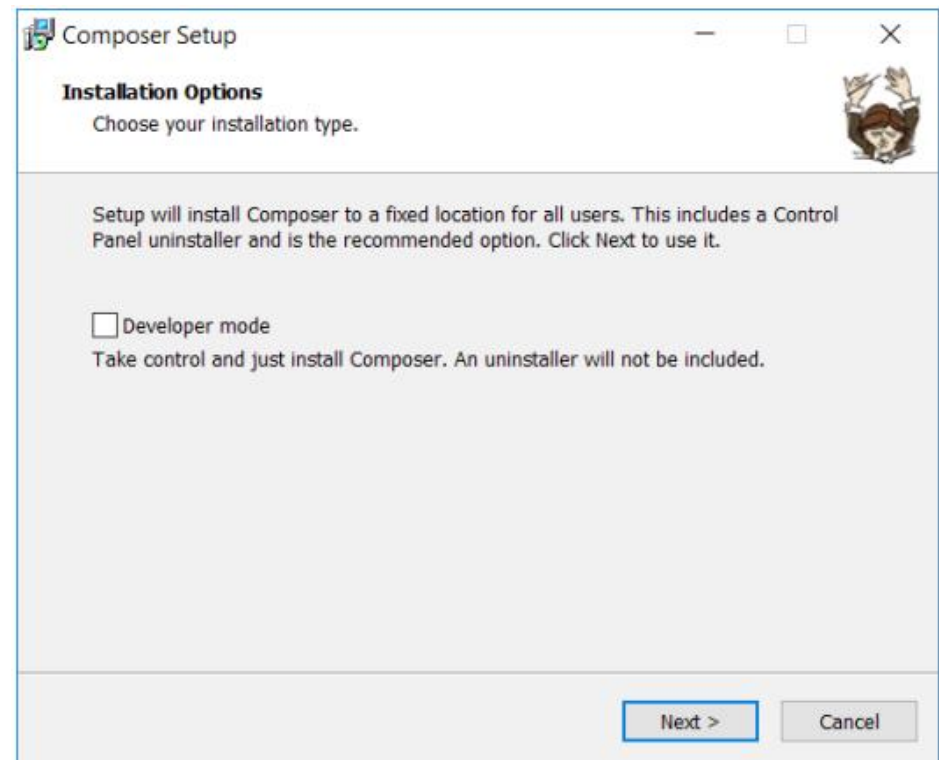 Composer Setup
Installation Options
Choose your installation type.
Setup will install Composer to a fixed location for all users. This includes a Control
Panel uninstaller and is the recommended option. Click Next to use it.
Developer mode
Take control and just install Composer. An uninstaller will not be included.
Next >
Cancel